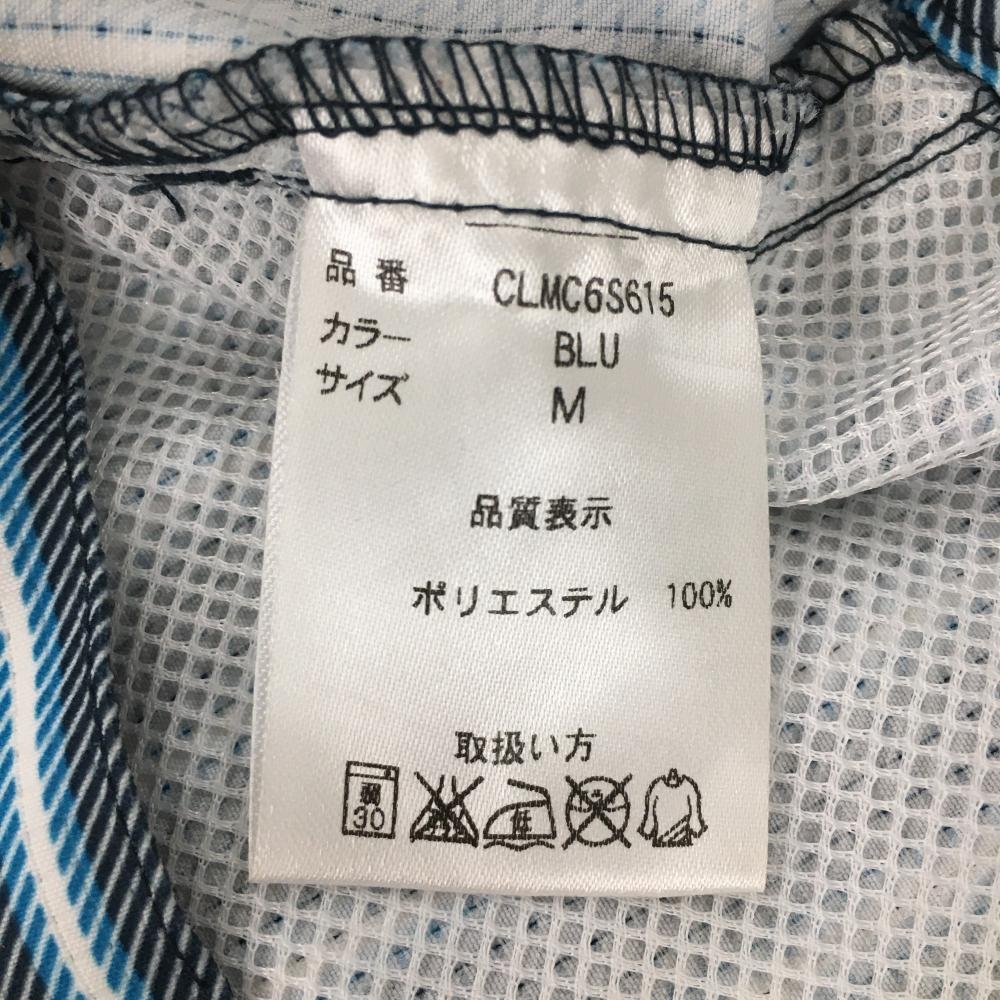 品番 CLMC6S615
カラー BLU
サイズ M
品質表示
ポリエステル 100%
取扱い方
弱 30 低